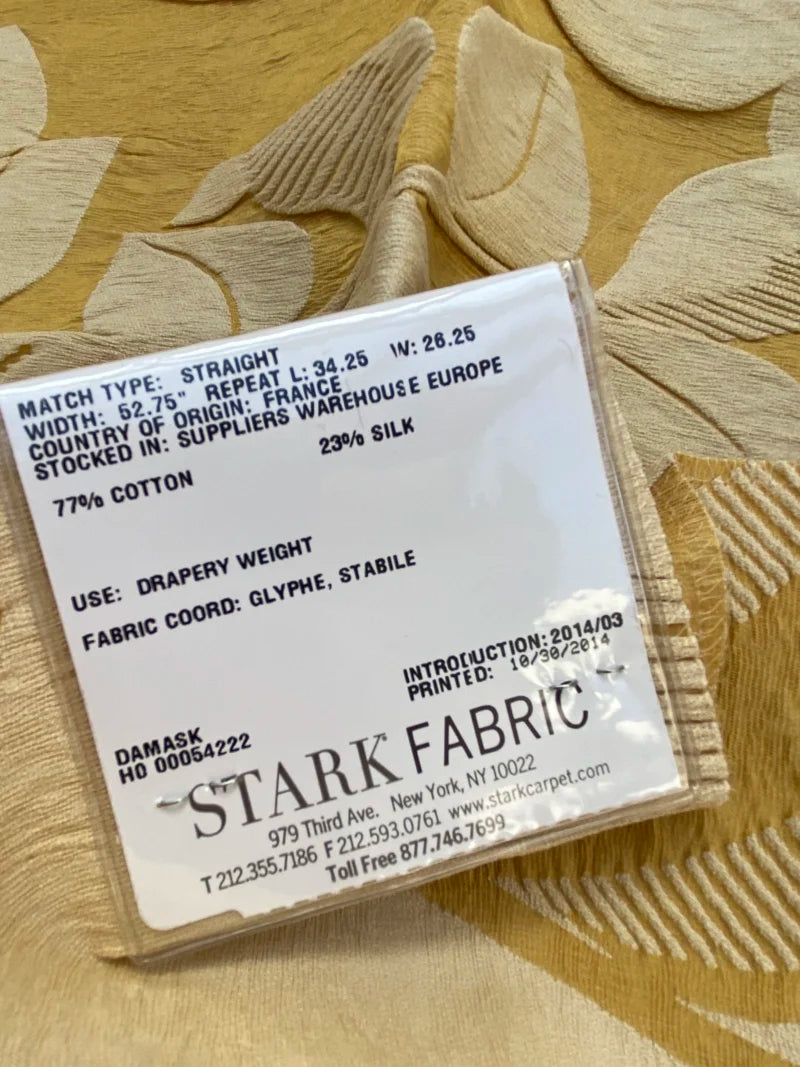 MATCH TYPE: STRAIGHT
WIDTH: 52.75" REPEAT L: 34.25 W: 26.25
COUNTRY OF ORIGIN: FRANCE
STOCKED IN: SUPPLIERS WAREHOUSE EUROPE
77% COTTON 23% SILK
USE: DRAPERY WEIGHT
FABRIC COORD: GLYPHE, STABILE
INTRODUCTION: 2014/03
PRINTED: 10/30/2014
DAMASK
H0 00054222
STARK FABRIC
979 Third Ave. New York, NY 10022
T 212.355.7186 F 212.593.0761 www.starkcarpet.com
Toll Free 877.746.7699